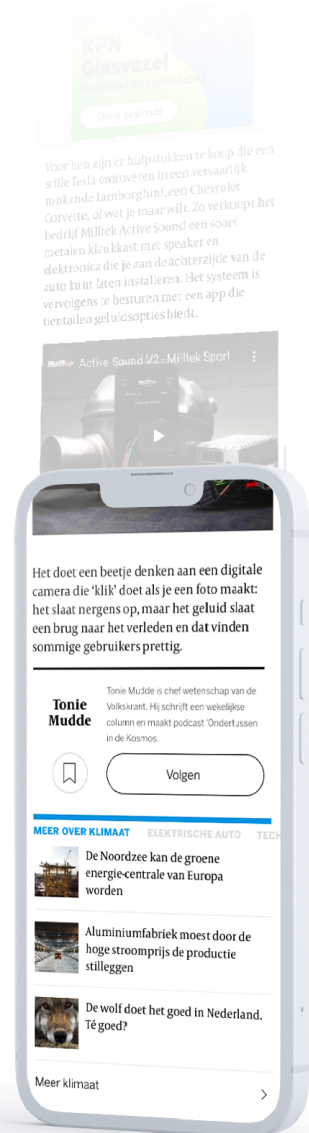 KPN
Glasvezel
Check postcode
Voor hen zijn er hulpstukken te koop die een
stille Tesla omtoveren in een vervaarlijk
ronkende Lamborghini, een Chevrolet
Corvette, of wat je maar wilt. Zo verkoopt het
bedrijf Milltek Active Sound een soort
metalen klankkast met speaker en
elektronica die je aan de achterzijde van de
auto kunt laten installeren. Het systeem is
vervolgens te besturen met een app die
tientallen geluidsopties biedt.
Active Sound V2 - Milltek Sport
Het doet een beetje denken aan een digitale
camera die ‘klik’ doet als je een foto maakt:
het slaat nergens op, maar het geluid slaat
een brug naar het verleden en dat vinden
sommige gebruikers prettig.
Tonie
Mudde
Tonie Mudde is chef wetenschap van de
Volkskrant. Hij schrijft een wekelijkse
column en maakt podcast 'Ondertussen
in de Kosmos.
Volgen
MEER OVER KLIMAAT ELEKTRISCHE AUTO TECH
De Noordzee kan de groene
energie-centrale van Europa
worden
Aluminiumfabriek moest door de
hoge stroomprijs de productie
stilleggen
De wolf doet het goed in Nederland.
Té goed?
Meer klimaat